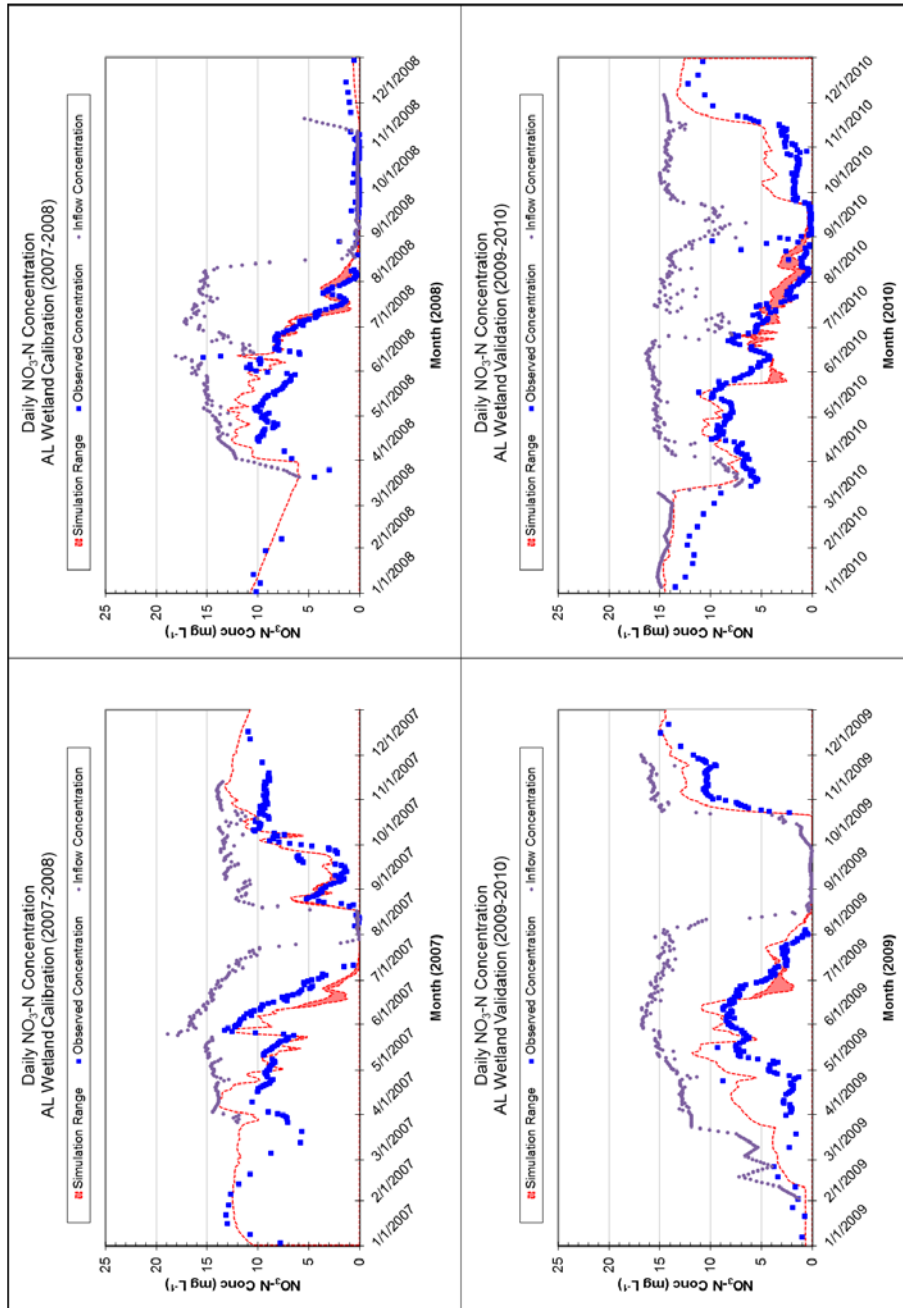 Daily NO₃-N Concentration
AL Wetland Calibration (2007-2008)
Simulation Range Observed Concentration Inflow Concentration
NO₃-N Conc (mg L⁻¹)
25
20
15
10
5
0
1/1/2007 2/1/2007 3/1/2007 4/1/2007 5/1/2007 6/1/2007 7/1/2007 8/1/2007 9/1/2007 10/1/2007 11/1/2007 12/1/2007
Month (2007)
Daily NO₃-N Concentration
AL Wetland Calibration (2007-2008)
Simulation Range Observed Concentration Inflow Concentration
NO₃-N Conc (mg L⁻¹)
25
20
15
10
5
0
1/1/2008 2/1/2008 3/1/2008 4/1/2008 5/1/2008 6/1/2008 7/1/2008 8/1/2008 9/1/2008 10/1/2008 11/1/2008 12/1/2008
Month (2008)
Daily NO₃-N Concentration
AL Wetland Validation (2009-2010)
Simulation Range Observed Concentration Inflow Concentration
NO₃-N Conc (mg L⁻¹)
25
20
15
10
5
0
1/1/2009 2/1/2009 3/1/2009 4/1/2009 5/1/2009 6/1/2009 7/1/2009 8/1/2009 9/1/2009 10/1/2009 11/1/2009 12/1/2009
Month (2009)
Daily NO₃-N Concentration
AL Wetland Validation (2009-2010)
Simulation Range Observed Concentration Inflow Concentration
NO₃-N Conc (mg L⁻¹)
25
20
15
10
5
0
1/1/2010 2/1/2010 3/1/2010 4/1/2010 5/1/2010 6/1/2010 7/1/2010 8/1/2010 9/1/2010 10/1/2010 11/1/2010 12/1/2010
Month (2010)